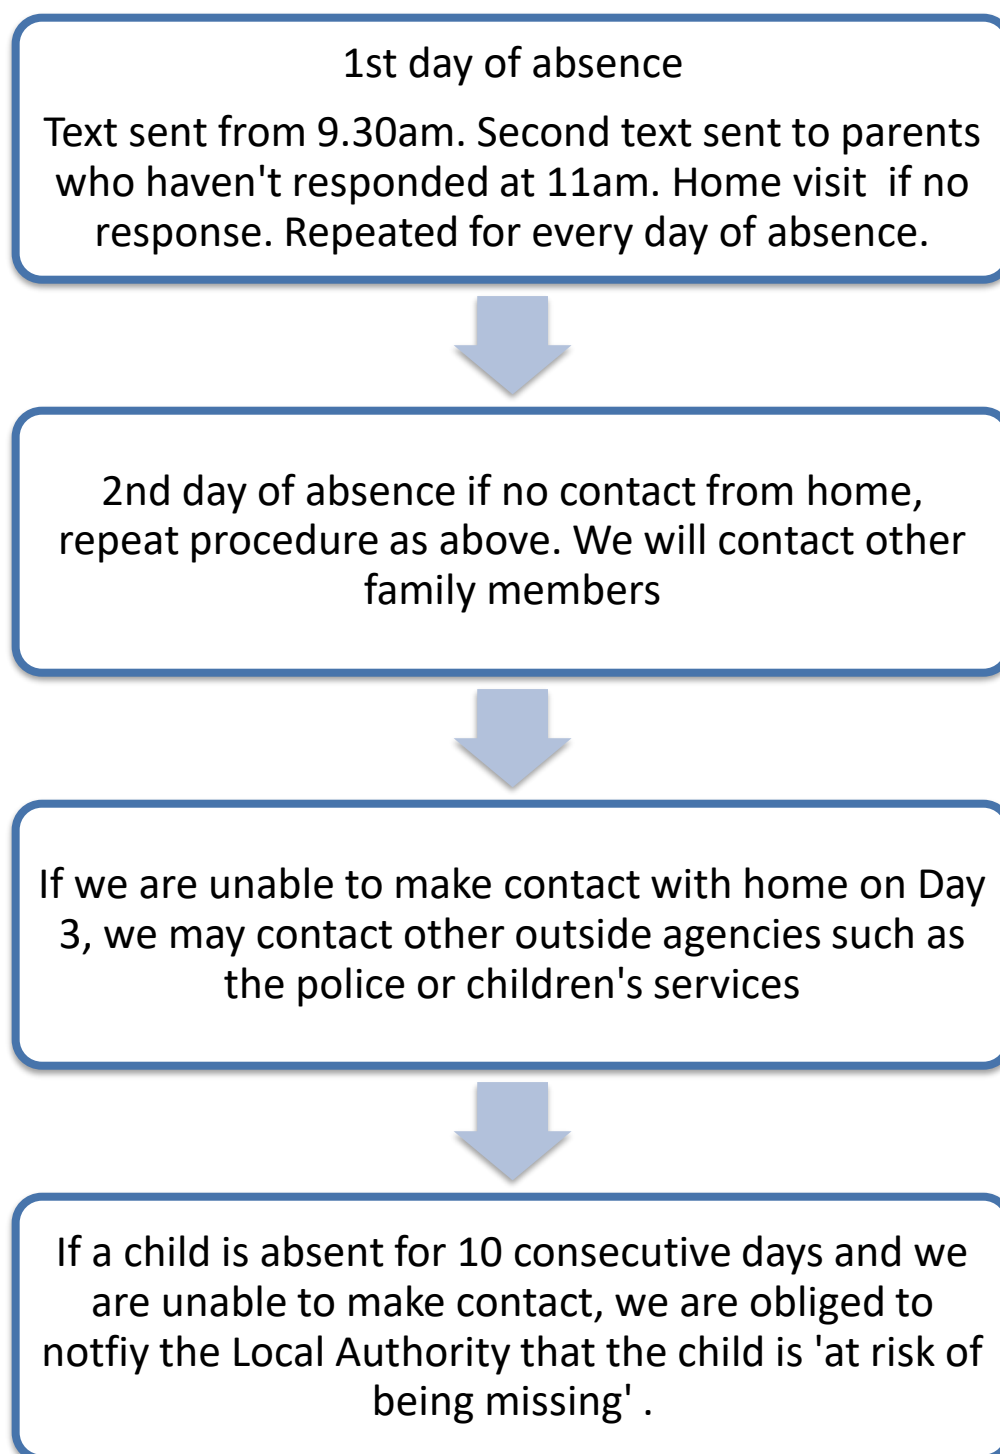 1st day of absence
Text sent from 9.30am. Second text sent to parents
who haven't responded at 11am. Home visit  if no
response. Repeated for every day of absence.
2nd day of absence if no contact from home,
repeat procedure as above. We will contact other
family members
If we are unable to make contact with home on Day
3, we may contact other outside agencies such as
the police or children's services
If a child is absent for 10 consecutive days and we
are unable to make contact, we are obliged to
notfiy the Local Authority that the child is 'at risk of
being missing' .